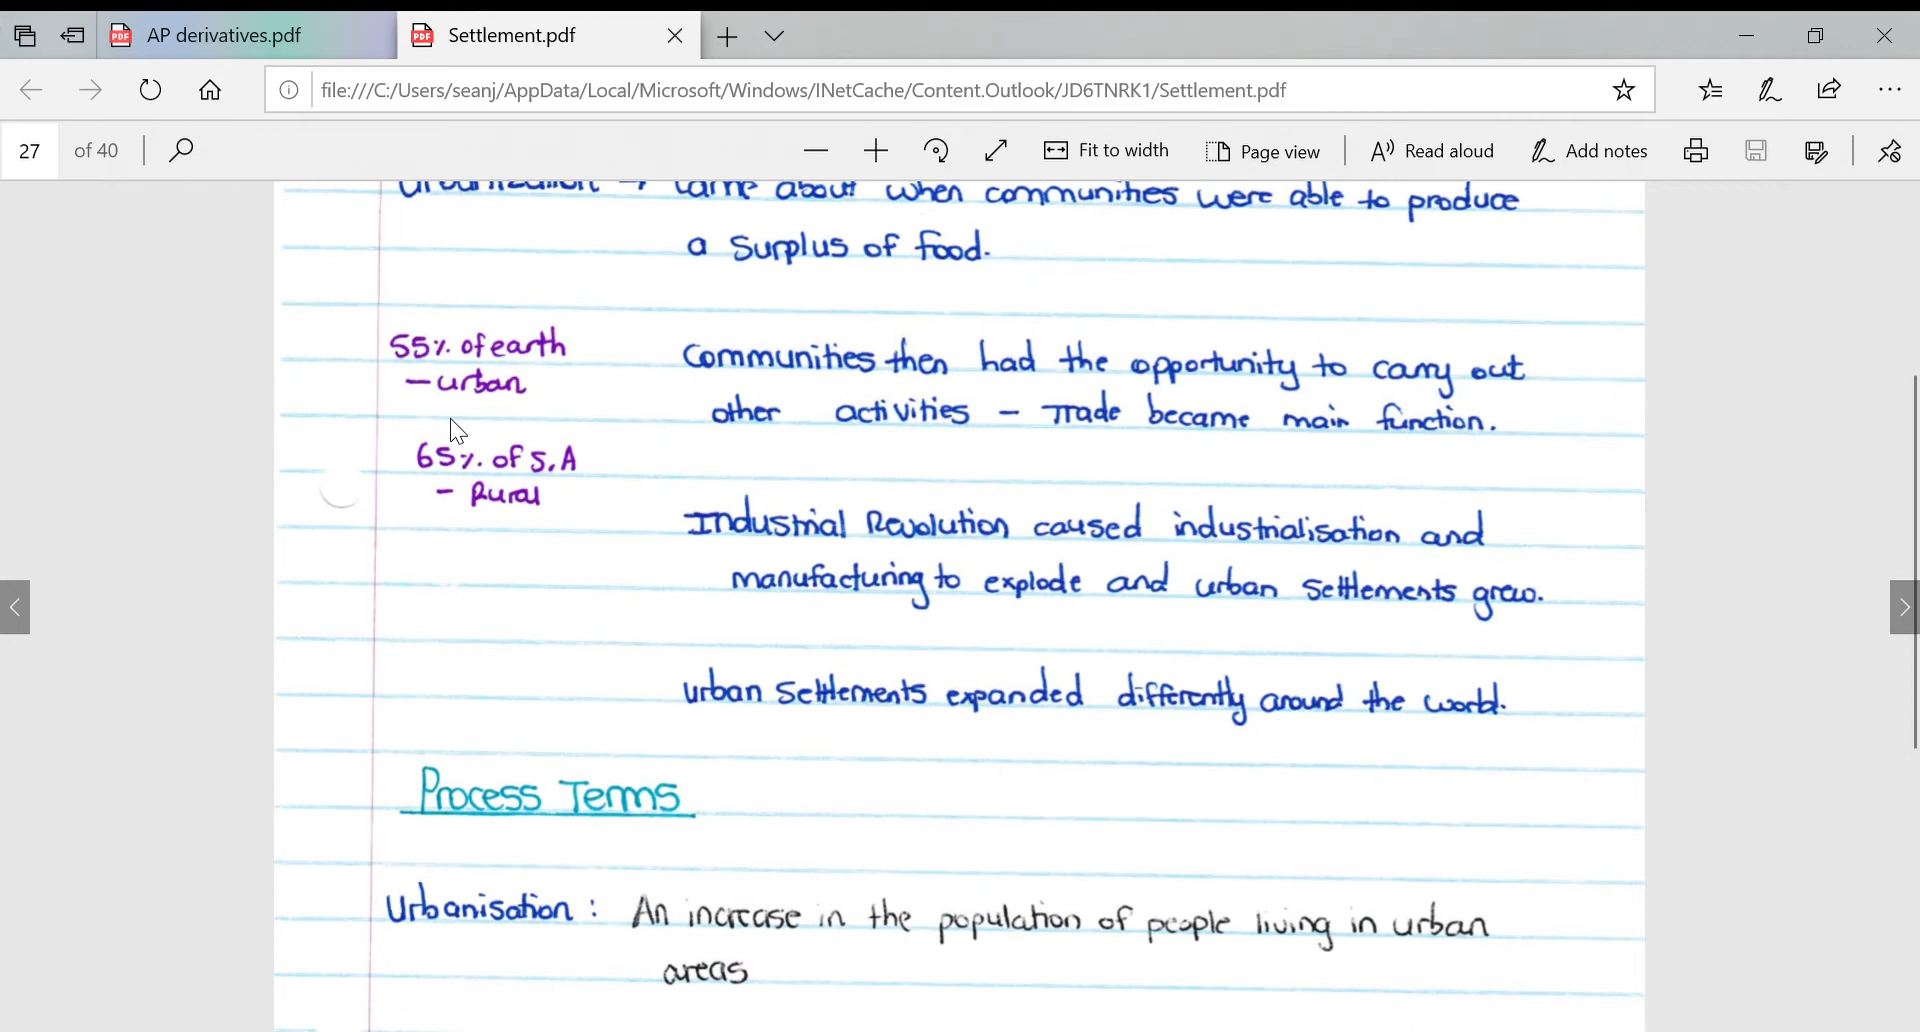 AP derivatives.pdf
Settlement.pdf
file:///C:/Users/seanj/AppData/Local/Microsoft/Windows/INetCache/Content.Outlook/JD6TNRK1/Settlement.pdf
27 of 40
Fit to width
Page view
Read aloud
Add notes
Urbanization → came about when communities were able to produce
a surplus of food.
55% of earth
- urban
Communities then had the opportunity to carry out
other activities - Trade became main function.
65% of S.A
- Rural
Industrial Revolution caused industrialisation and
manufacturing to explode and urban settlements grew.
urban settlements expanded differently around the world.
Process Terms
Urbanisation : An increase in the population of people living in urban
areas